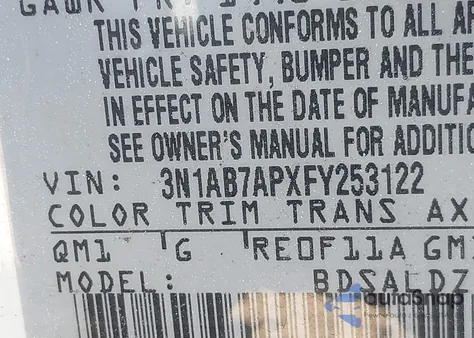 THIS VEHICLE CONFORMS TO ALL
VEHICLE SAFETY, BUMPER AND THE
IN EFFECT ON THE DATE OF MANUFA
SEE OWNER'S MANUAL FOR ADDITIO
VIN: 3N1AB7APXFY253122
COLOR TRIM TRANS AX
QM1 G RE0F11A GM
MODEL: BDSALDZ
autoSnap